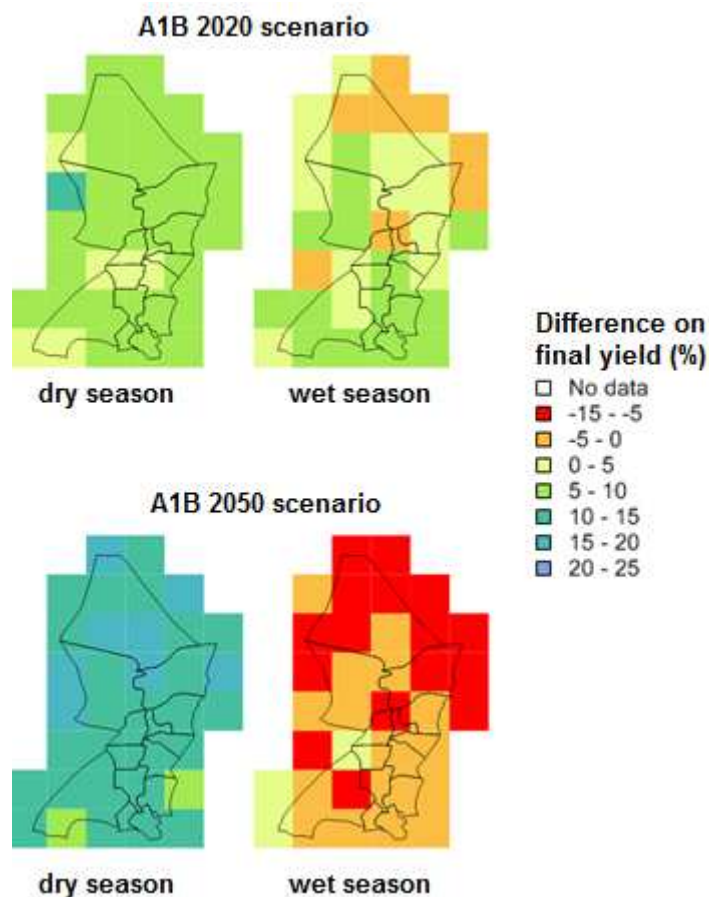 A1B 2020 scenario
dry season
wet season
Difference on
final yield (%)
No data
-15 - -5
-5 - 0
0 - 5
5 - 10
10 - 15
15 - 20
20 - 25
A1B 2050 scenario
dry season
wet season